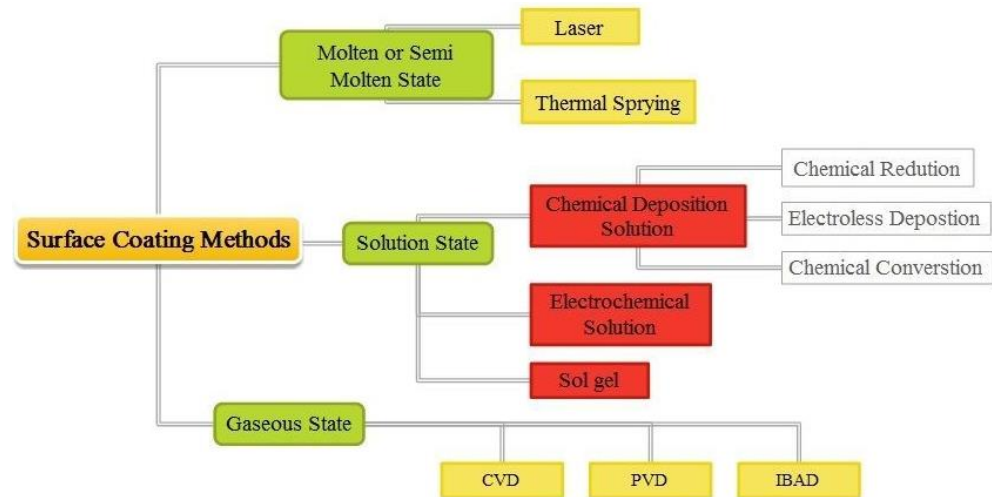 Laser
Molten or Semi
Molten State
Thermal Sprying
Chemical Redution
Chemical Deposition
Solution
Electroless Depostion
Surface Coating Methods
Solution State
Chemical Converstion
Electrochemical
Solution
Sol gel
Gaseous State
CVD
PVD
IBAD